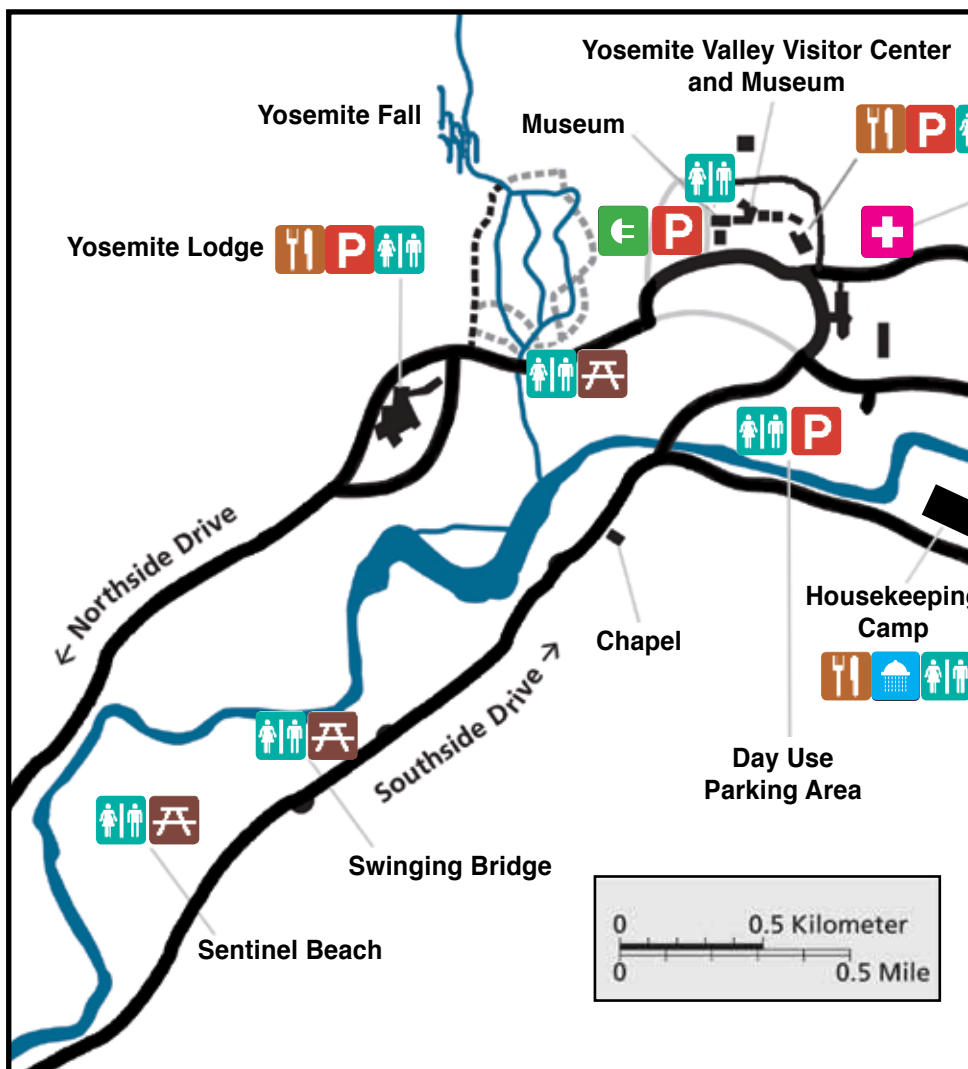 Yosemite Valley Visitor Center
and Museum
Yosemite Fall
Museum
P
Yosemite Lodge
P
P
P
Northside Drive
Chapel
Housekeeping
Camp
Southside Drive
Day Use
Parking Area
Swinging Bridge
Sentinel Beach
0 0.5 Kilometer
0 0.5 Mile